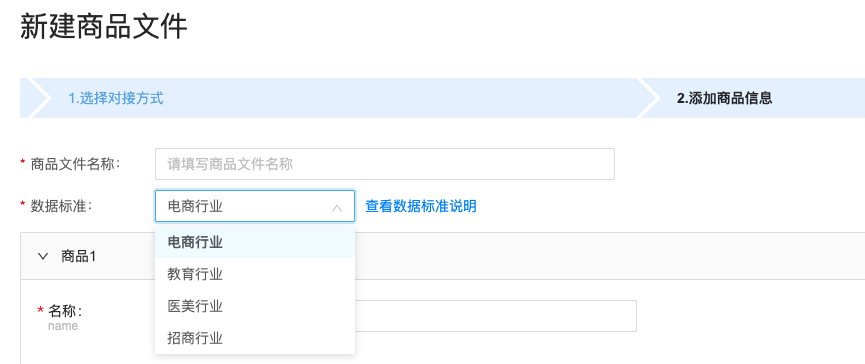 新建商品文件
1.选择对接方式
2.添加商品信息
* 商品文件名称：
请填写商品文件名称
* 数据标准：
电商行业
查看数据标准说明
电商行业
商品1
教育行业
医美行业
* 名称：
name
招商行业